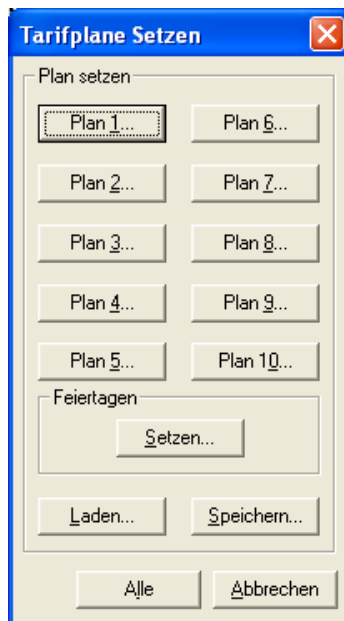 Tarifplane Setzen
Plan setzen
Plan 1... Plan 6...
Plan 2... Plan 7...
Plan 3... Plan 8...
Plan 4... Plan 9...
Plan 5... Plan 10...
Feiertagen
Setzen...
Laden... Speichern...
Alle Abbrechen